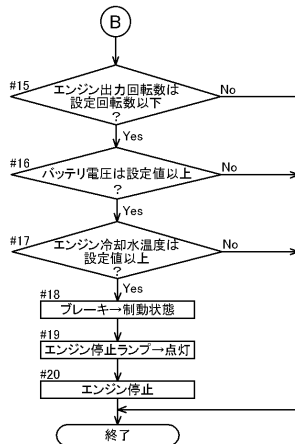 B
#15
エンジン出力回転数は
設定回転数以下
?
No
Yes
#16
バッテリ電圧は設定値以上
?
No
Yes
#17
エンジン冷却水温度は
設定値以上
?
No
Yes
#18
ブレーキ→制動状態
#19
エンジン停止ランプ→点灯
#20
エンジン停止
終了